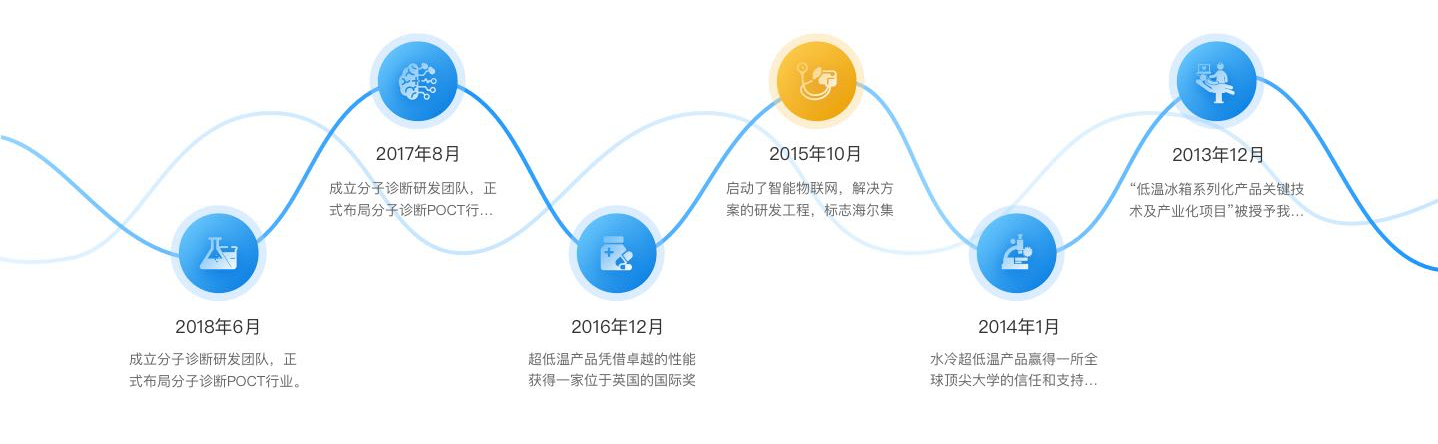 2018年6月
成立分子诊断研发团队，正
式布局分子诊断POCT行业。
2017年8月
成立分子诊断研发团队，正
式布局分子诊断POCT行...
2016年12月
超低温产品凭借卓越的性能
获得一家位于英国的国际奖
2015年10月
启动了智能物联网，解决方
案的研发工程，标志海尔集
2014年1月
水冷超低温产品赢得一所全
球顶尖大学的信任和支持...
2013年12月
“低温冰箱系列化产品关键技
术及产业化项目”被授予我...